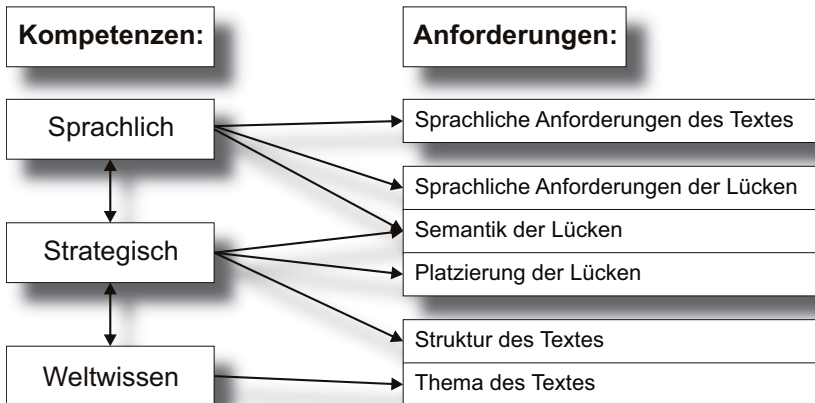 Kompetenzen:
Anforderungen:
Sprachlich
Sprachliche Anforderungen des Textes
Sprachliche Anforderungen der Lücken
Semantik der Lücken
Strategisch
Platzierung der Lücken
Struktur des Textes
Weltwissen
Thema des Textes